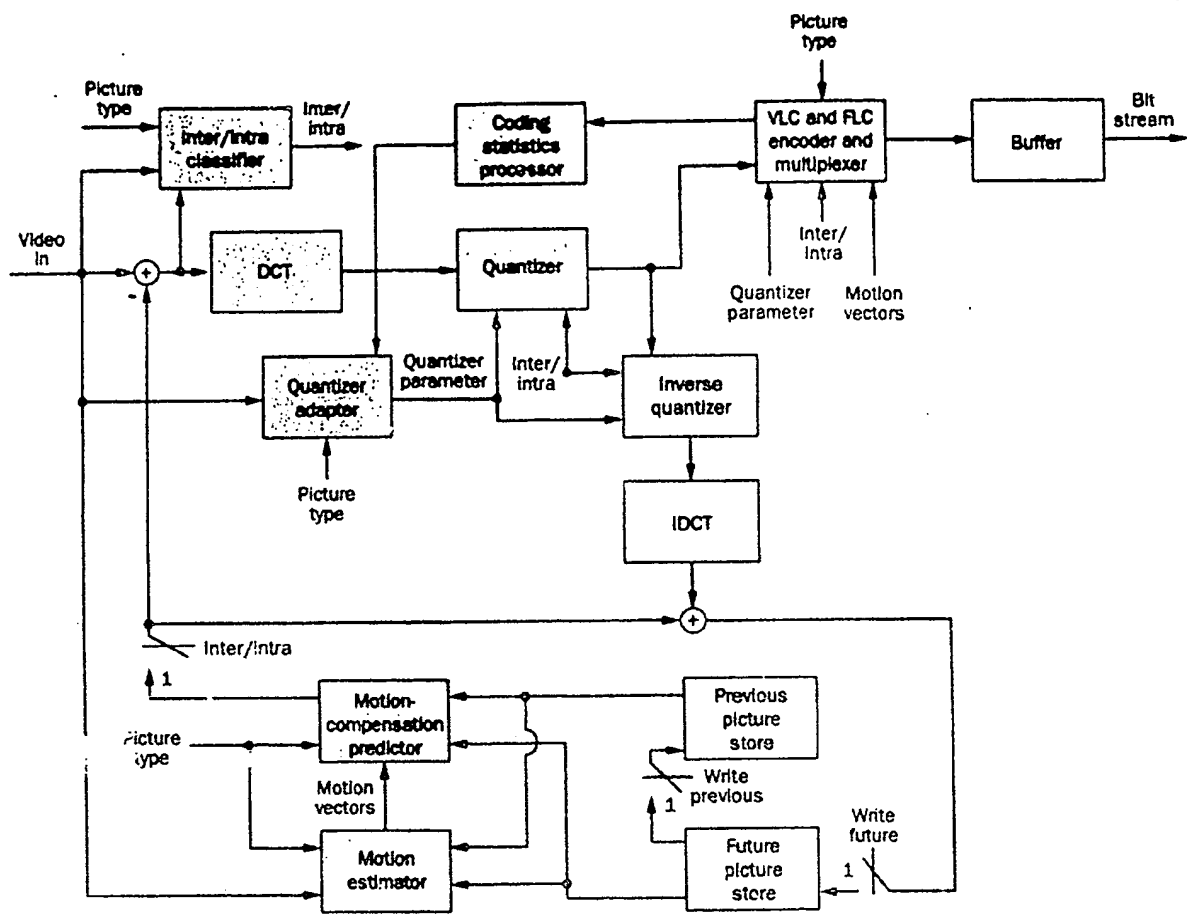 Picture
type
Picture
type
Inter/
intra
Inter/intra
classifier
Coding
statistics
processor
VLC and FLC
encoder and
multiplexer
Buffer
Bit
stream
Video
in
+
-
DCT
Quantizer
Inter/
intra
Quantizer
parameter
Motion
vectors
Quantizer
adapter
Quantizer
parameter
Inter/
intra
Inverse
quantizer
Picture
type
IDCT
+
Inter/intra
1
Motion-
compensation
predictor
Previous
picture
store
Picture
type
Motion
vectors
Write
previous
1
Write
future
Motion
estimator
Future
picture
store
1